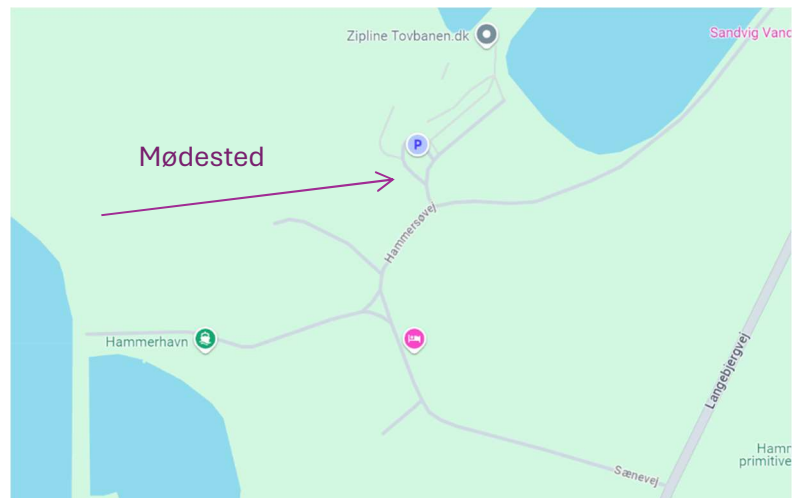 Zipline Tovbanen.dk
Sandvig Vand
P
Mødested
Hammersøvej
Hammerhavn
Langebjergvej
Hamm
primitive
Sænevej